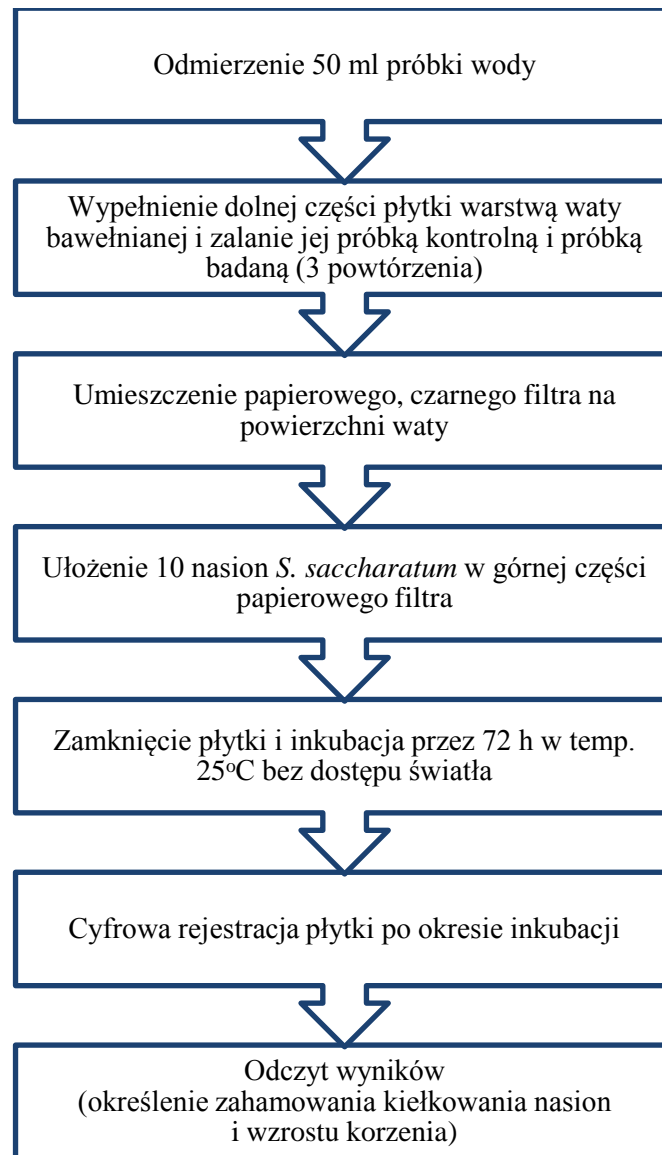 Odmierzenie 50 ml próbki wody
Wypełnienie dolnej części płytki warstwą waty
bawełnianej i zalanie jej próbką kontrolną i próbką
badaną (3 powtórzenia)
Umieszczenie papierowego, czarnego filtra na
powierzchni waty
Ułożenie 10 nasion S. saccharatum w górnej części
papierowego filtra
Zamknięcie płytki i inkubacja przez 72 h w temp.
25°C bez dostępu światła
Cyfrowa rejestracja płytki po okresie inkubacji
Odczyt wyników
(określenie zahamowania kiełkowania nasion
i wzrostu korzenia)